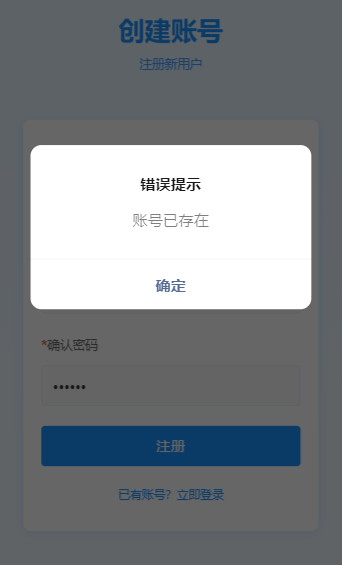 创建账号
注册新用户
错误提示
账号已存在
确定
*确认密码
••••••
注册
已有账号？立即登录